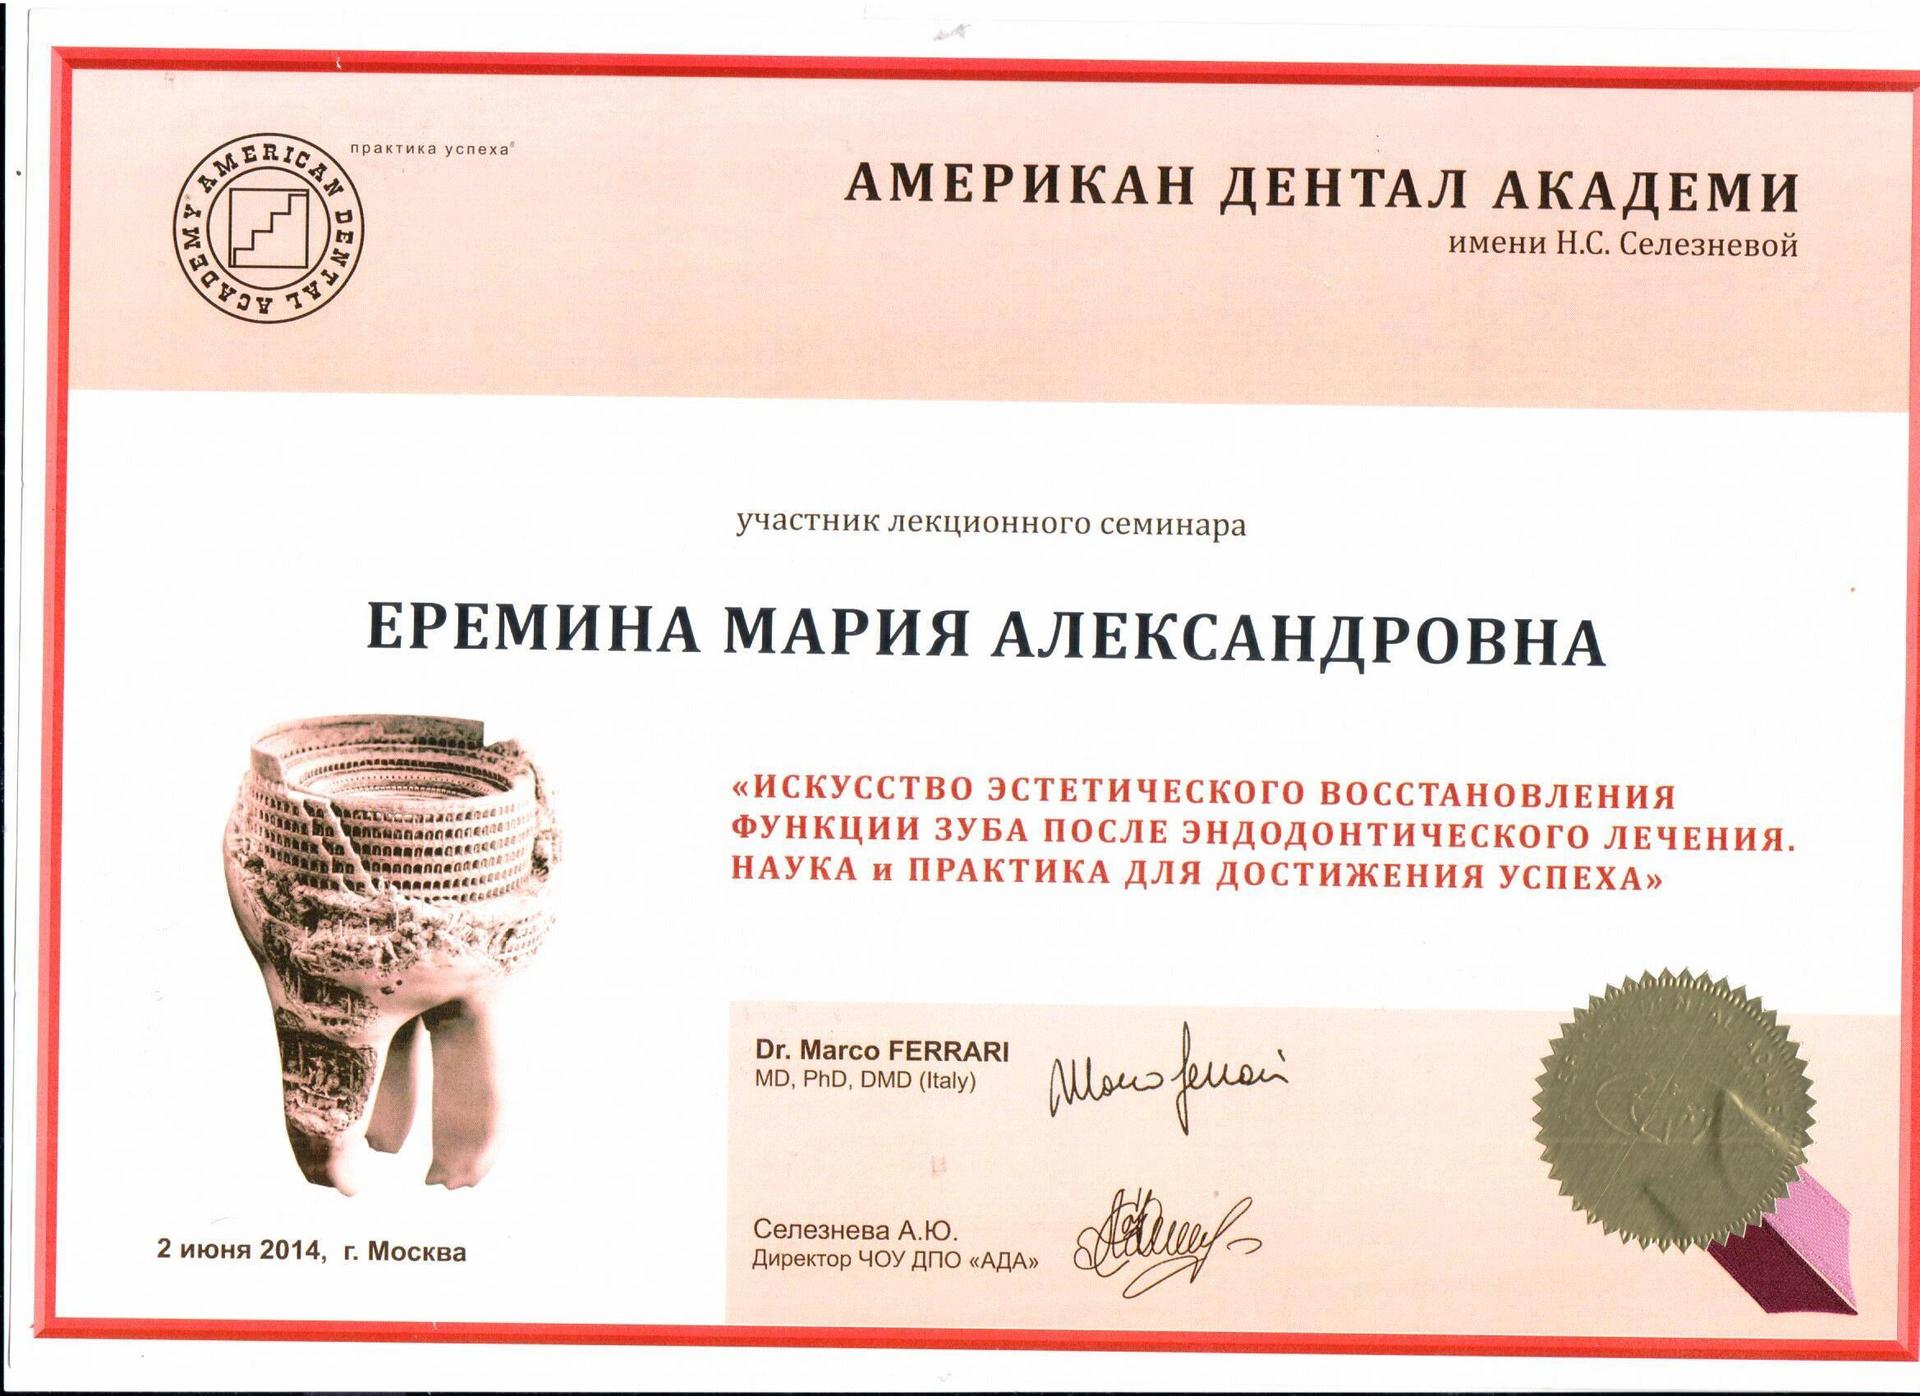 AMERICAN DENTAL ACADEMY
практика успеха®
АМЕРИКАН ДЕНТАЛ АКАДЕМИ
имени Н.С. Селезневой
участник лекционного семинара
ЕРЕМИНА МАРИЯ АЛЕКСАНДРОВНА
«ИСКУССТВО ЭСТЕТИЧЕСКОГО ВОССТАНОВЛЕНИЯ
ФУНКЦИИ ЗУБА ПОСЛЕ ЭНДОДОНТИЧЕСКОГО ЛЕЧЕНИЯ.
НАУКА и ПРАКТИКА ДЛЯ ДОСТИЖЕНИЯ УСПЕХА»
Dr. Marco FERRARI
MD, PhD, DMD (Italy)
Marco Ferrari
Селезнева А.Ю.
Директор ЧОУ ДПО «АДА»
2 июня 2014, г. Москва